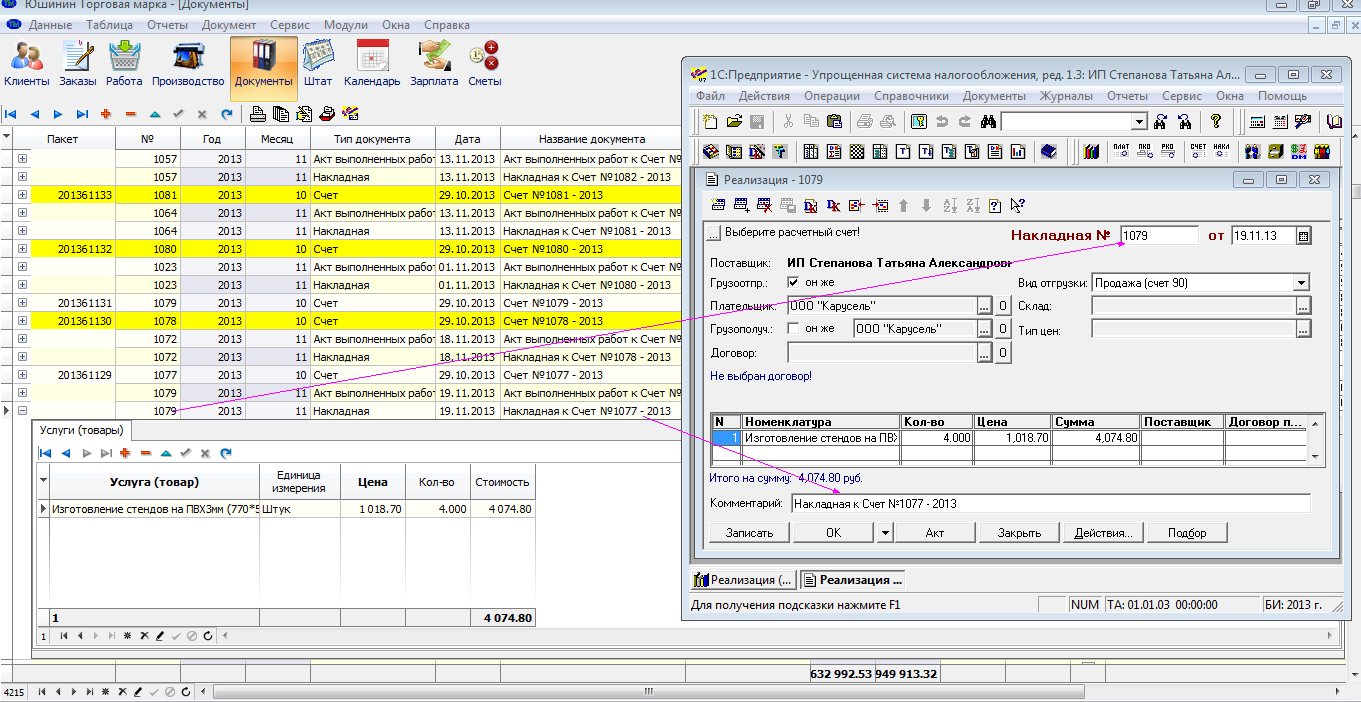 Юшинин Торговая марка - [Документы]
Данные Таблица Отчеты Документ Сервис Модули Окна Справка
Клиенты Заказы Работа Производство Документы Штат Календарь Зарплата Сметы
Пакет № Год Месяц Тип документа Дата Название документа
1057 2013 11 Акт выполненных работ 13.11.2013 Акт выполненных работ к Счет №
1057 2013 11 Накладная 13.11.2013 Накладная к Счет №1082 - 2013
201361133 1081 2013 10 Счет 29.10.2013 Счет №1081 - 2013
1064 2013 11 Акт выполненных работ 13.11.2013 Акт выполненных работ к Счет №
1064 2013 11 Накладная 13.11.2013 Накладная к Счет №1081 - 2013
201361132 1080 2013 10 Счет 29.10.2013 Счет №1080 - 2013
1023 2013 11 Акт выполненных работ 01.11.2013 Акт выполненных работ к Счет №
1023 2013 11 Накладная 01.11.2013 Накладная к Счет №1080 - 2013
201361131 1079 2013 10 Счет 29.10.2013 Счет №1079 - 2013
201361130 1078 2013 10 Счет 29.10.2013 Счет №1078 - 2013
1072 2013 11 Акт выполненных работ 18.11.2013 Акт выполненных работ к Счет №
1072 2013 11 Накладная 18.11.2013 Накладная к Счет №1078 - 2013
201361129 1077 2013 10 Счет 29.10.2013 Счет №1077 - 2013
1079 2013 11 Акт выполненных работ 19.11.2013 Акт выполненных работ к Счет №
1079 2013 11 Накладная 19.11.2013 Накладная к Счет №1077 - 2013
Услуги (товары)
Услуга (товар) Единица измерения Цена Кол-во Стоимость
Изготовление стендов на ПВХ3мм (770*5 Штук 1 018.70 4.000 4 074.80
1 4 074.80
1
632 992.53 949 913.32
4215
1С:Предприятие - Упрощенная система налогообложения, ред. 1.3: ИП Степанова Татьяна Ал...
Файл Действия Операции Справочники Документы Журналы Отчеты Сервис Окна Помощь
ПЛАТ ПКО РКО СЧЕТ НАКЛ
Реализация - 1079
... Выберите расчетный счет!
Накладная № 1079 от 19.11.13
Поставщик: ИП Степанова Татьяна Александровн
Грузоотпр.: он же Вид отгрузки: Продажа (счет 90)
Плательщик: ООО "Карусель" ... 0 Склад: ...
Грузополуч.: он же ООО "Карусель" ... 0 Тип цен: ...
Договор: ... 0
Не выбран договор!
N Номенклатура Кол-во Цена Сумма Поставщик Договор п...
1 Изготовление стендов на ПВХ 4.000 1,018.70 4,074.80
Итого на сумму: 4,074.80 руб.
Комментарий: Накладная к Счет №1077 - 2013
Записать ОК Акт Закрыть Действия... Подбор
Реализация (... Реализация ...
Для получения подсказки нажмите F1 NUM ТА: 01.01.03 00:00:00 БИ: 2013 г.